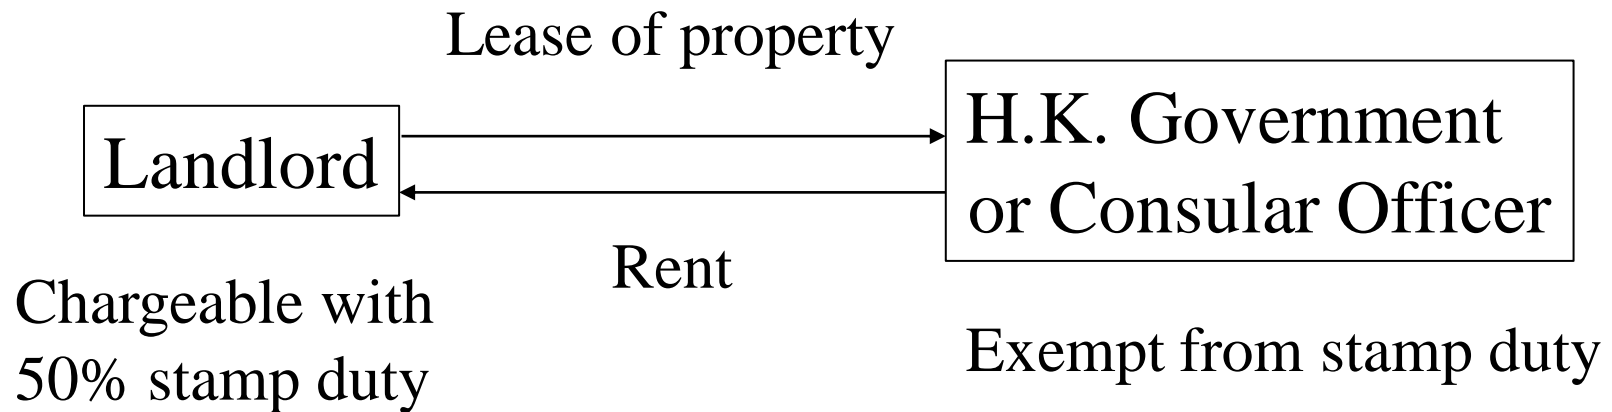 Lease of property
Landlord
H.K. Government
or Consular Officer
Rent
Chargeable with
50% stamp duty
Exempt from stamp duty